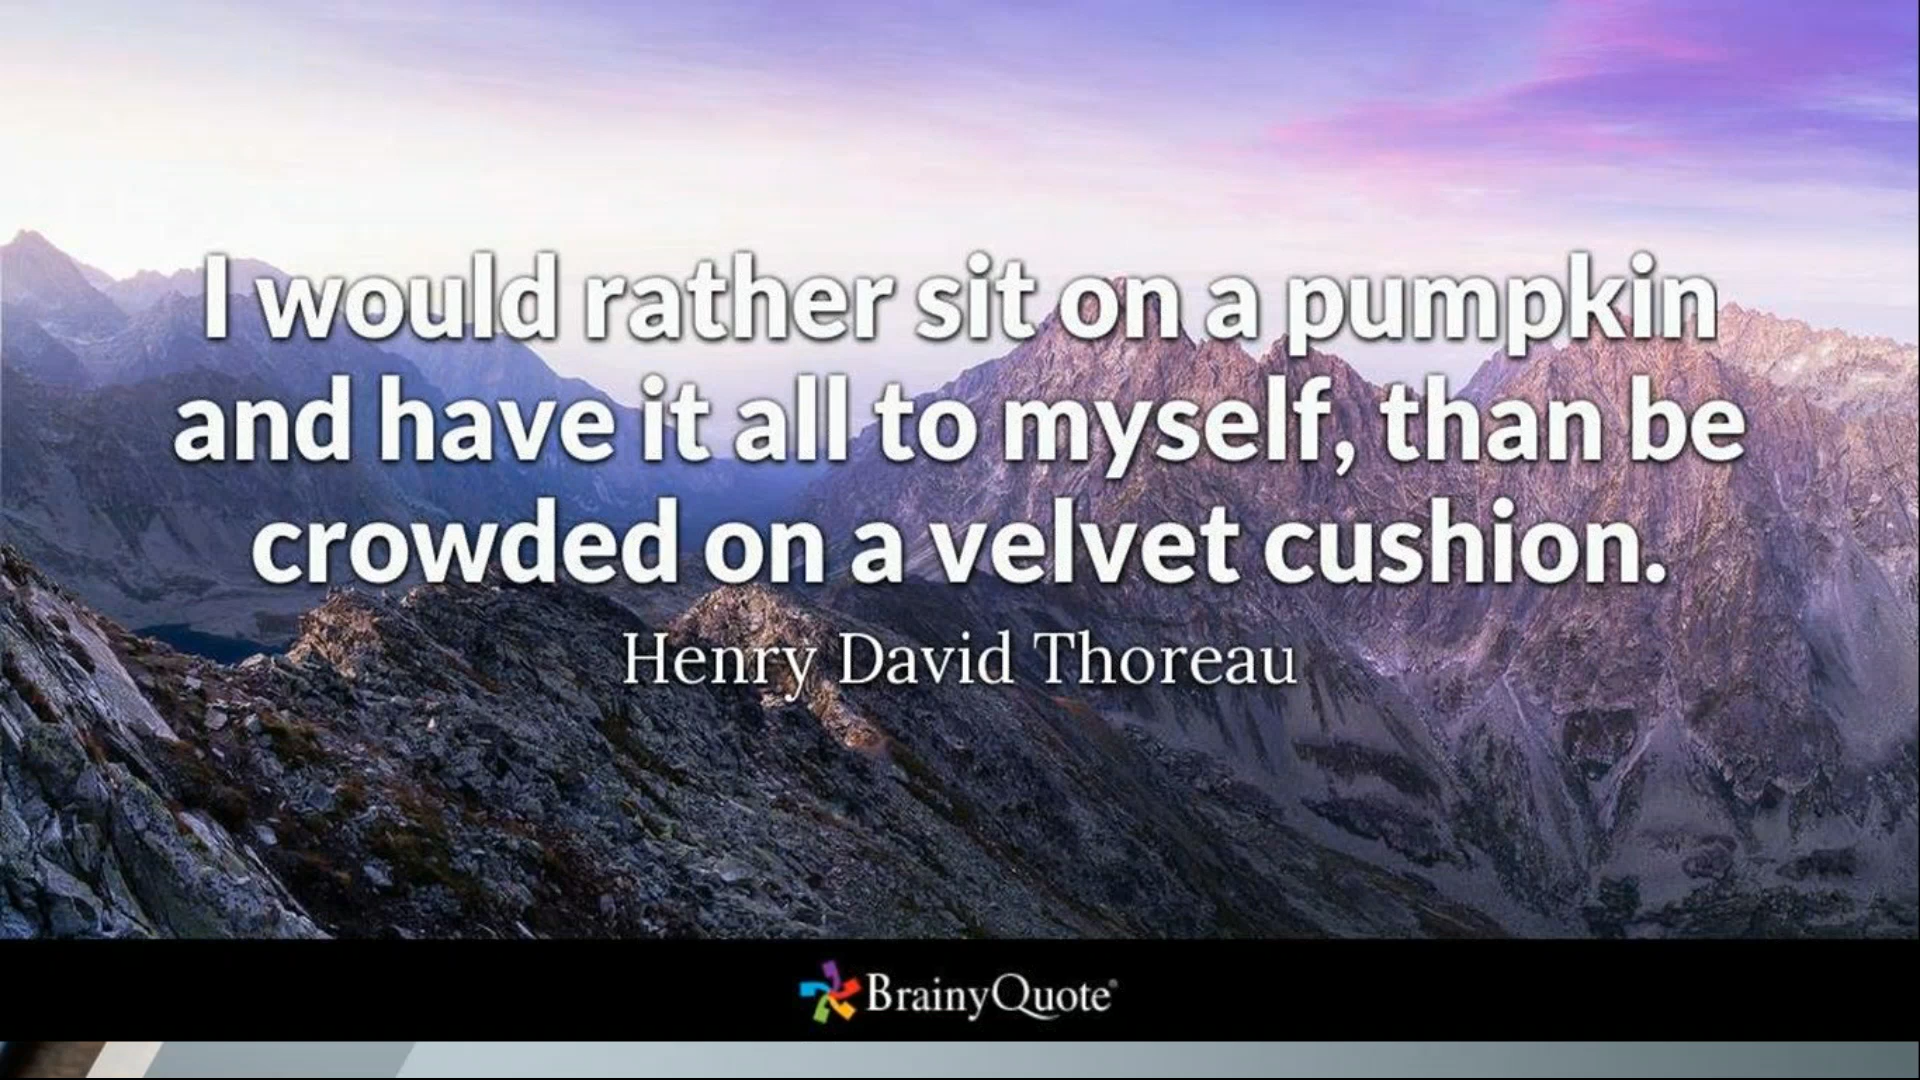 I would rather sit on a pumpkin
and have it all to myself, than be
crowded on a velvet cushion.
Henry David Thoreau
BrainyQuote®